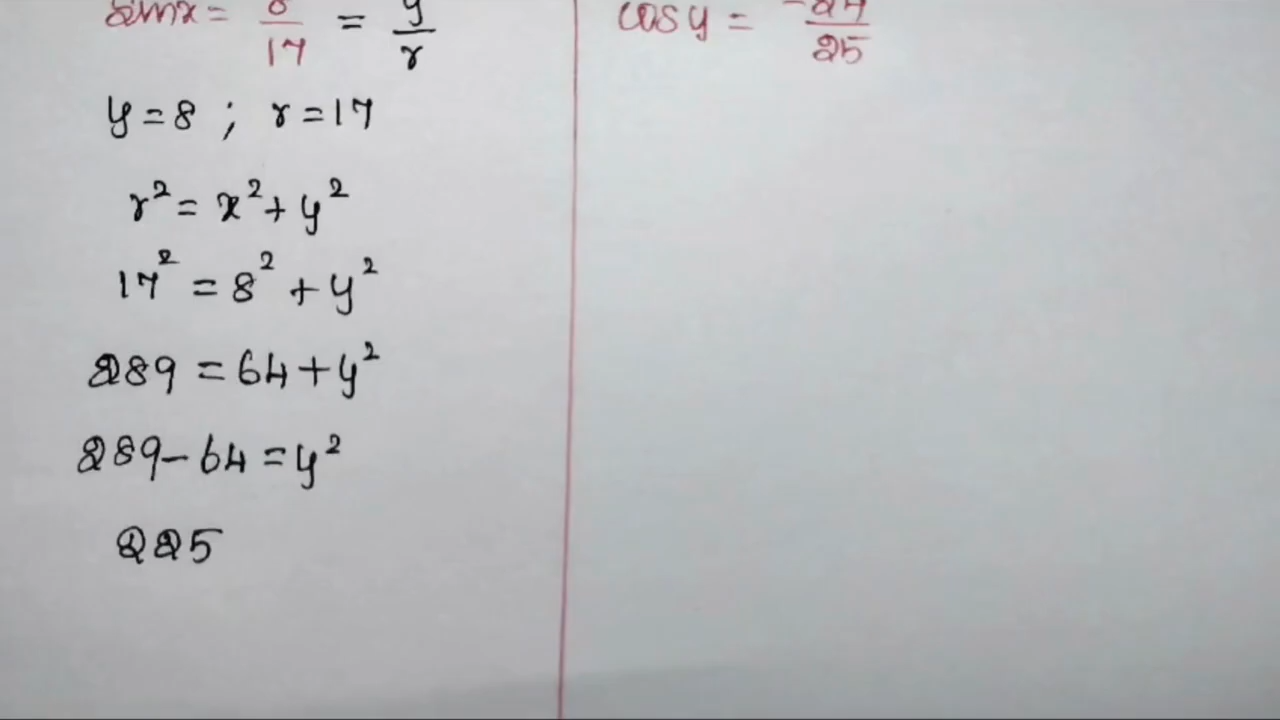 sinx = 8/17 = y/r
y = 8 ; r = 17
r² = x² + y²
17² = 8² + y²
289 = 64 + y²
289 - 64 = y²
225
cos y = -24/25